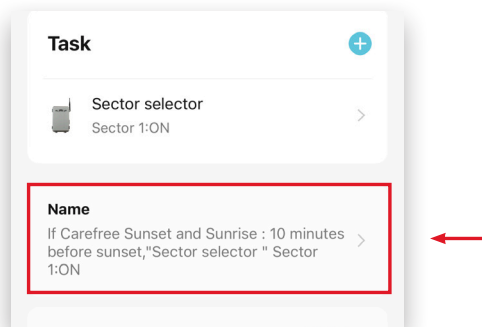 Task
Sector selector
Sector 1:ON
Name
If Carefree Sunset and Sunrise : 10 minutes
before sunset,"Sector selector " Sector
1:ON